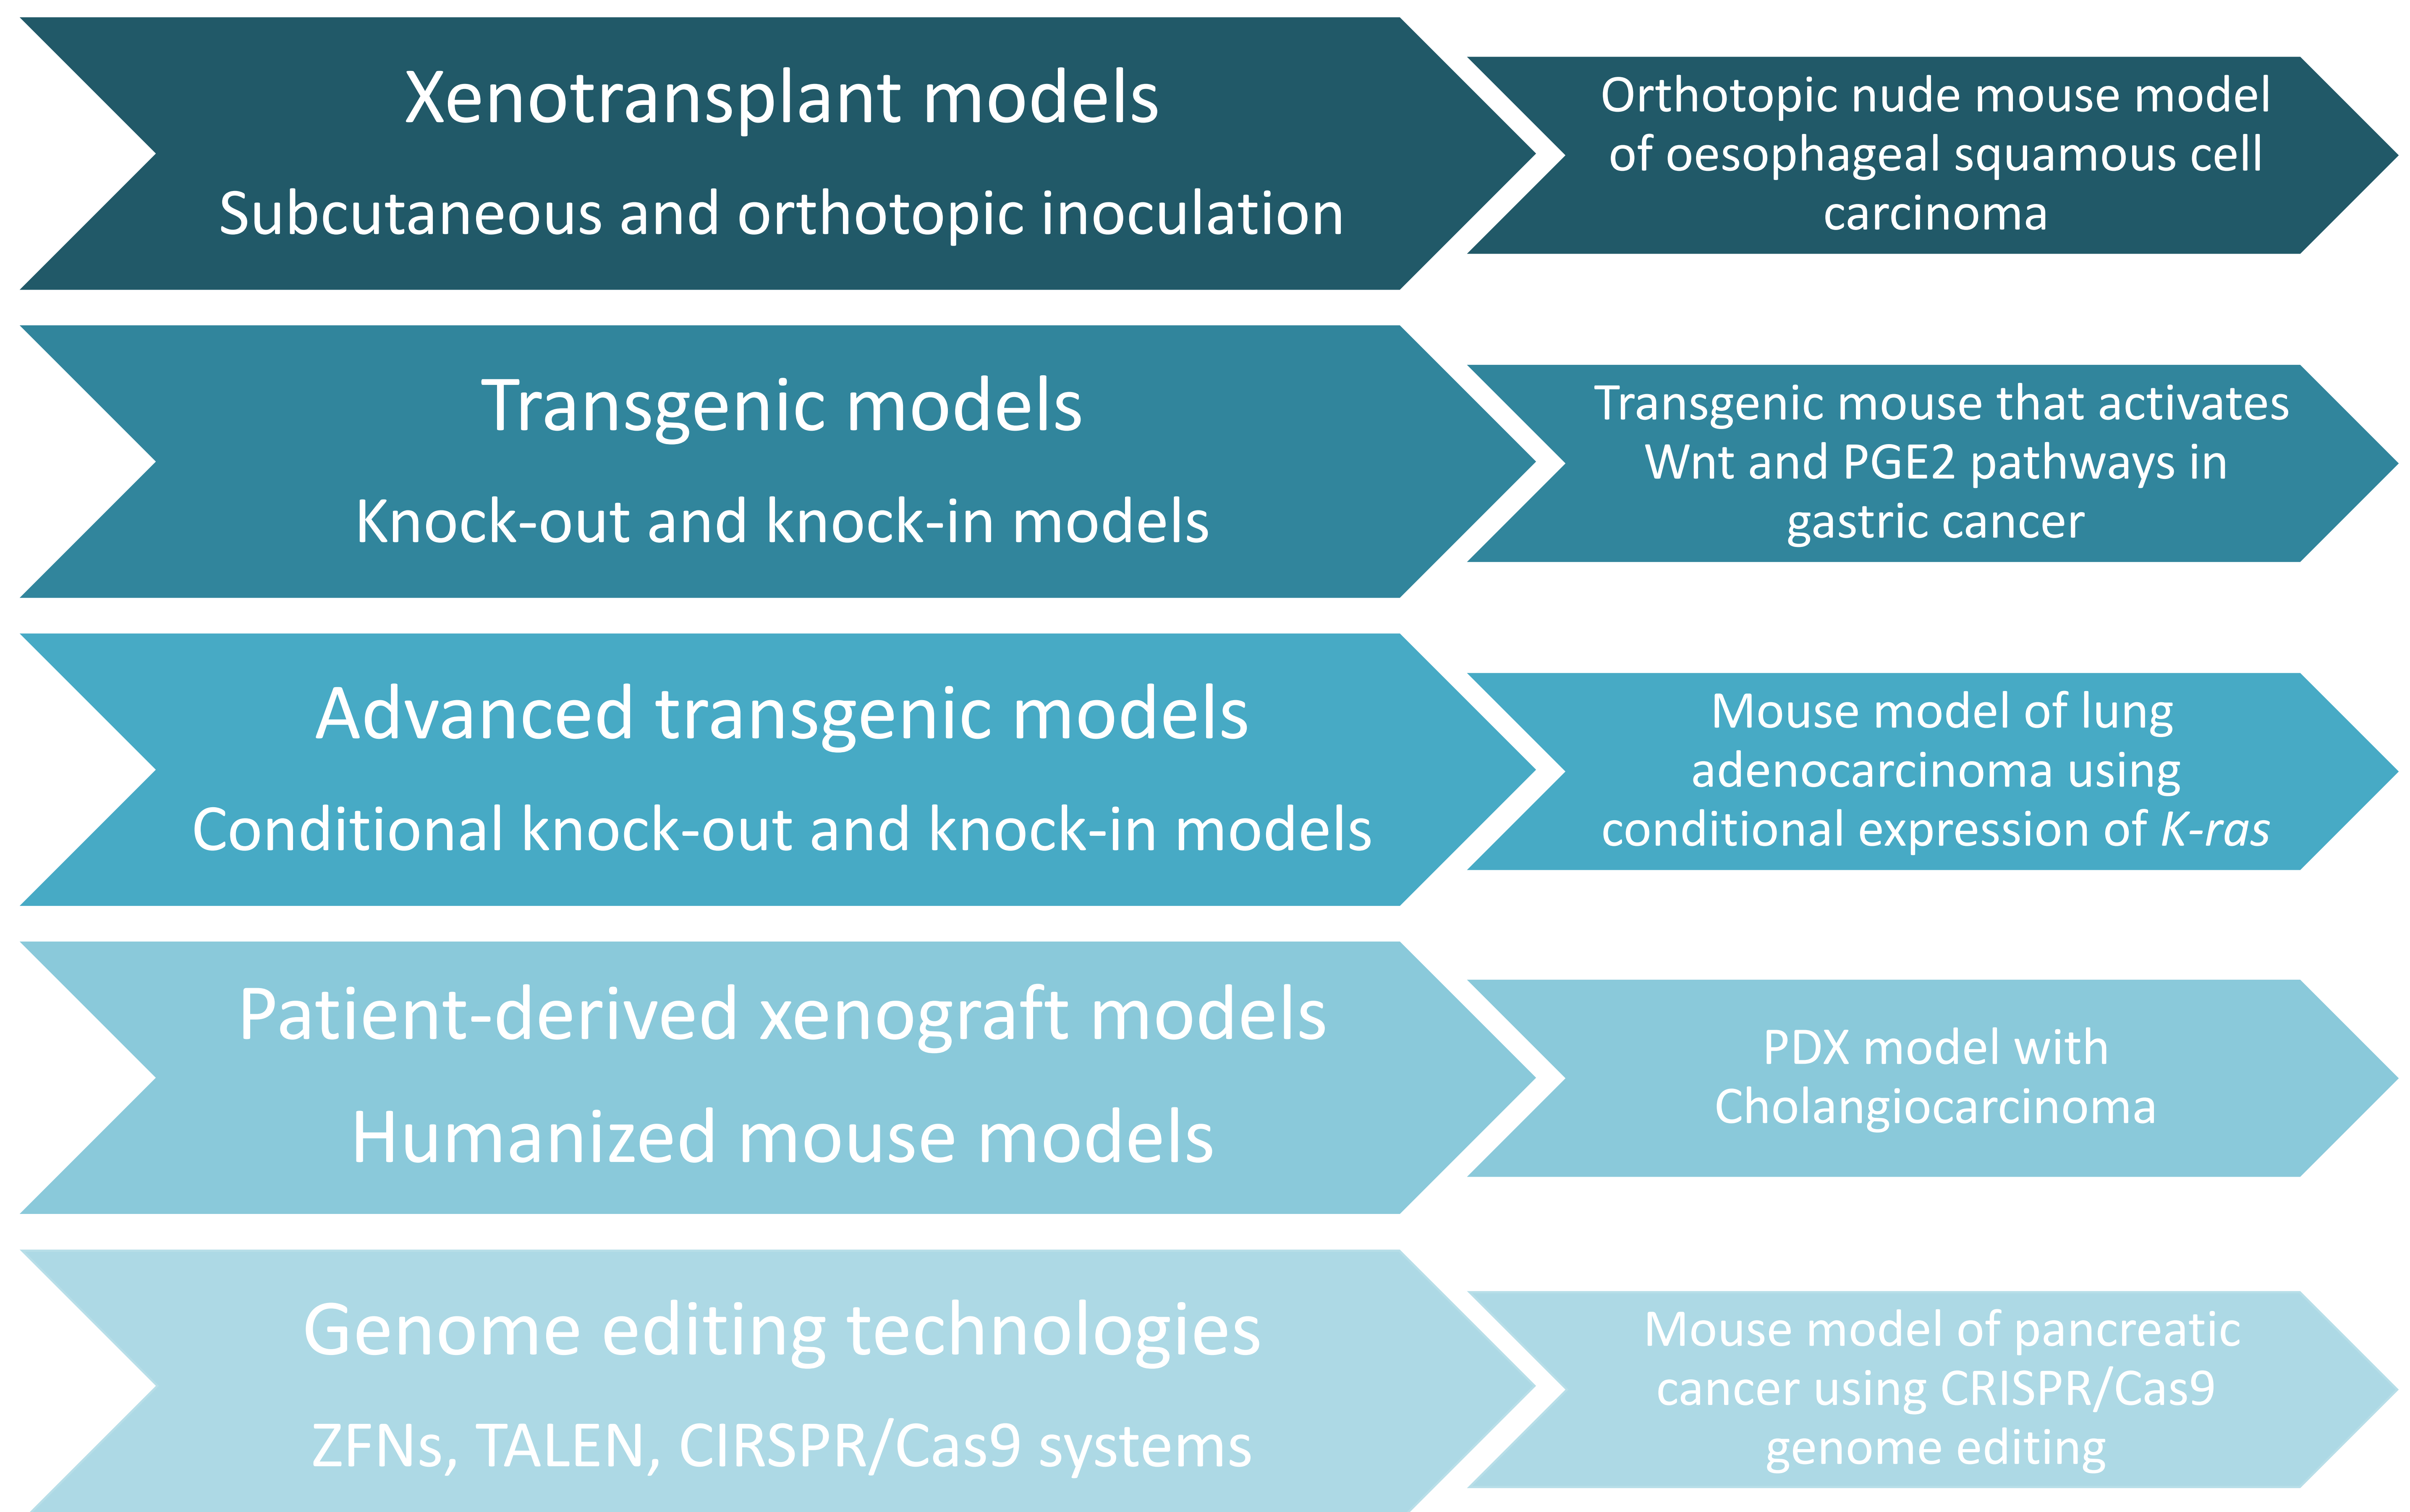 Xenotransplant models
Subcutaneous and orthotopic inoculation
Orthotopic nude mouse model
of oesophageal squamous cell
carcinoma
Transgenic models
Knock-out and knock-in models
Transgenic mouse that activates
Wnt and PGE2 pathways in
gastric cancer
Advanced transgenic models
Conditional knock-out and knock-in models
Mouse model of lung
adenocarcinoma using
conditional expression of K-ras
Patient-derived xenograft models
Humanized mouse models
PDX model with
Cholangiocarcinoma
Genome editing technologies
ZFNs, TALEN, CIRSPR/Cas9 systems
Mouse model of pancreatic
cancer using CRISPR/Cas9
genome editing